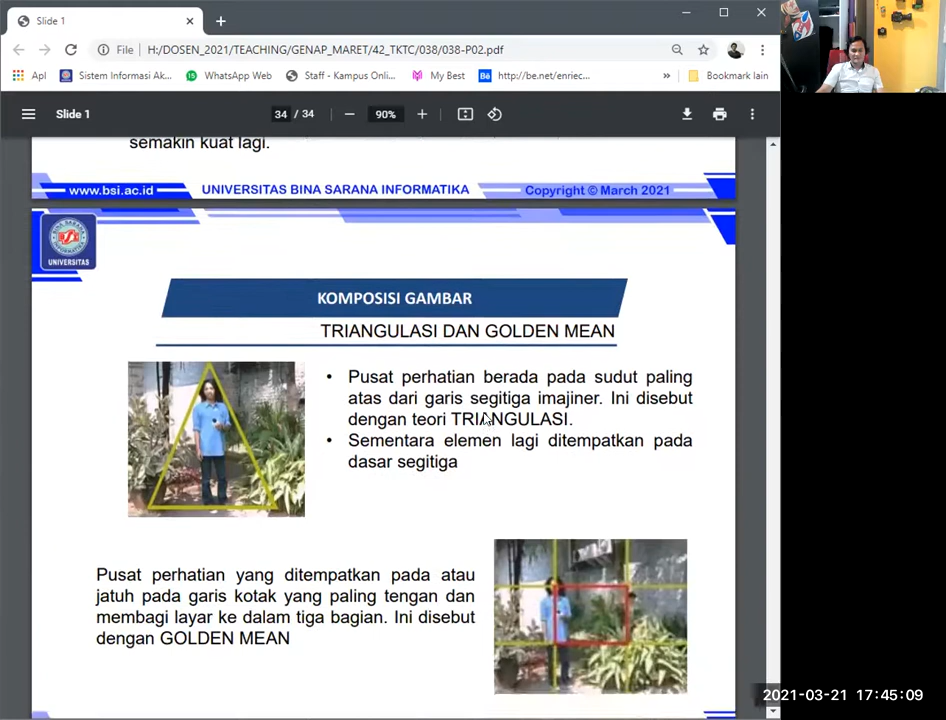 Slide 1
File H:/DOSEN_2021/TEACHING/GENAP_MARET/42_TKTC/038/038-P02.pdf
Apl Sistem Informasi Ak... WhatsApp Web Staff - Kampus Onli... My Best Bē http://be.net/enriec... » Bookmark lain
Slide 1 34 / 34 90%
semakin kuat lagi.
www.bsi.ac.id UNIVERSITAS BINA SARANA INFORMATIKA Copyright © March 2021
UNIVERSITAS
KOMPOSISI GAMBAR
TRIANGULASI DAN GOLDEN MEAN
• Pusat perhatian berada pada sudut paling
atas dari garis segitiga imajiner. Ini disebut
dengan teori TRIANGULASI.
• Sementara elemen lagi ditempatkan pada
dasar segitiga
Pusat perhatian yang ditempatkan pada atau
jatuh pada garis kotak yang paling tengan dan
membagi layar ke dalam tiga bagian. Ini disebut
dengan GOLDEN MEAN
2021-03-21 17:45:09